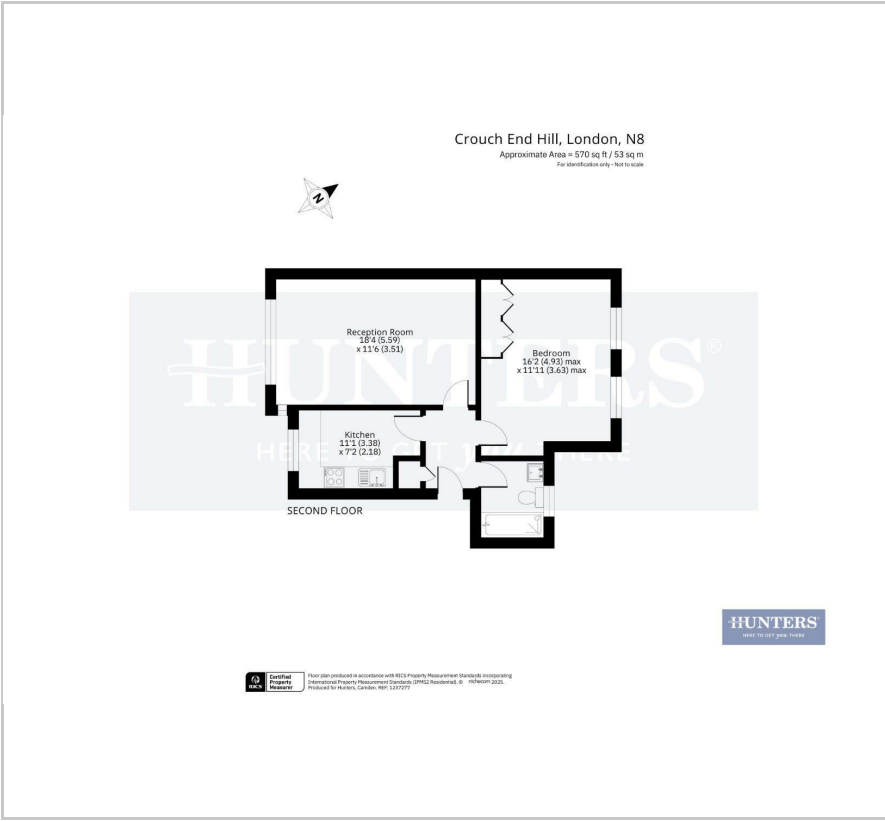 Crouch End Hill, London, N8
Approximate Area = 570 sq ft / 53 sq m
For identification only - Not to scale
N
Reception Room
18'4 (5.59)
x 11'6 (3.51)
Bedroom
16'2 (4.93) max
x 11'11 (3.63) max
HUNTERS®
Kitchen
11'1 (3.38)
x 7'2 (2.18)
HERE TO GET you THERE
SECOND FLOOR
HUNTERS
HERE TO GET you THERE
RICS
Certified
Property
Measurer
Floor plan produced in accordance with RICS Property Measurement Standards incorporating
International Property Measurement Standards (IPMS2 Residential). © nichecom 2025.
Produced for Hunters, Camden. REF: 1237277